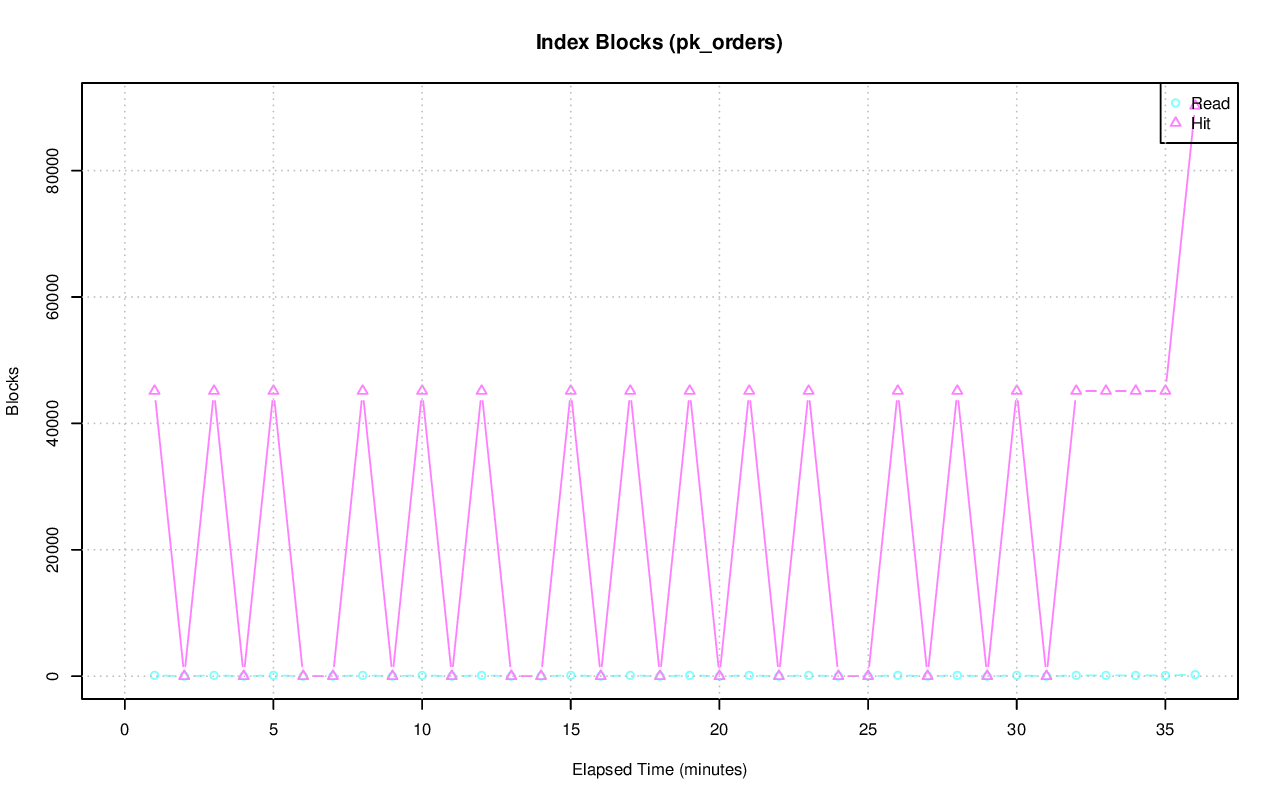 Index Blocks (pk_orders)
Read
Hit
Blocks
80000
60000
40000
20000
0
0 5 10 15 20 25 30 35
Elapsed Time (minutes)